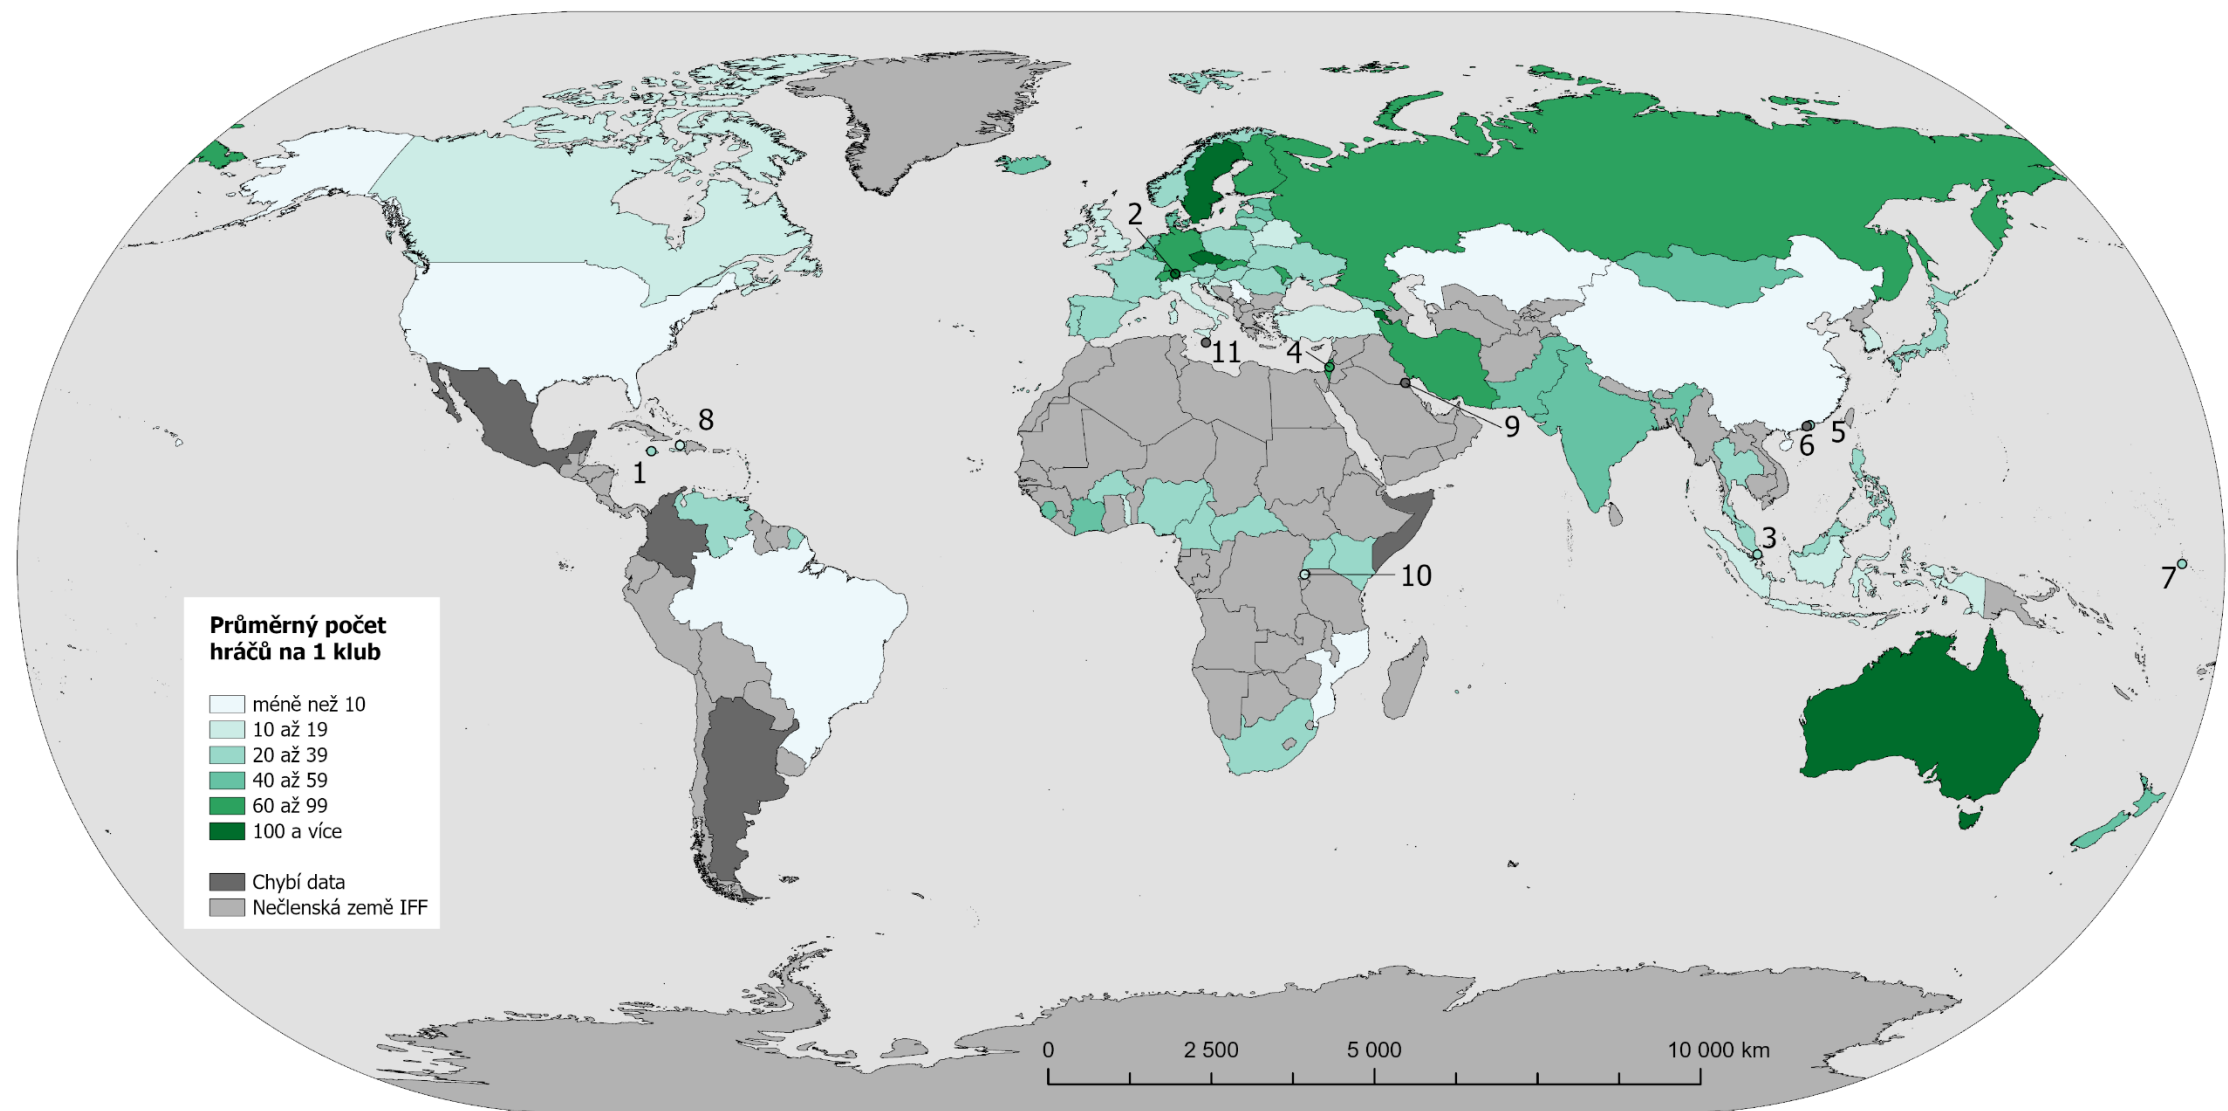 2
11
4
8
1
9
6
5
3
10
7
Průměrný počet
hráčů na 1 klub
méně než 10
10 až 19
20 až 39
40 až 59
60 až 99
100 a více
Chybí data
Nečlenská země IFF
0 2 500 5 000 10 000 km